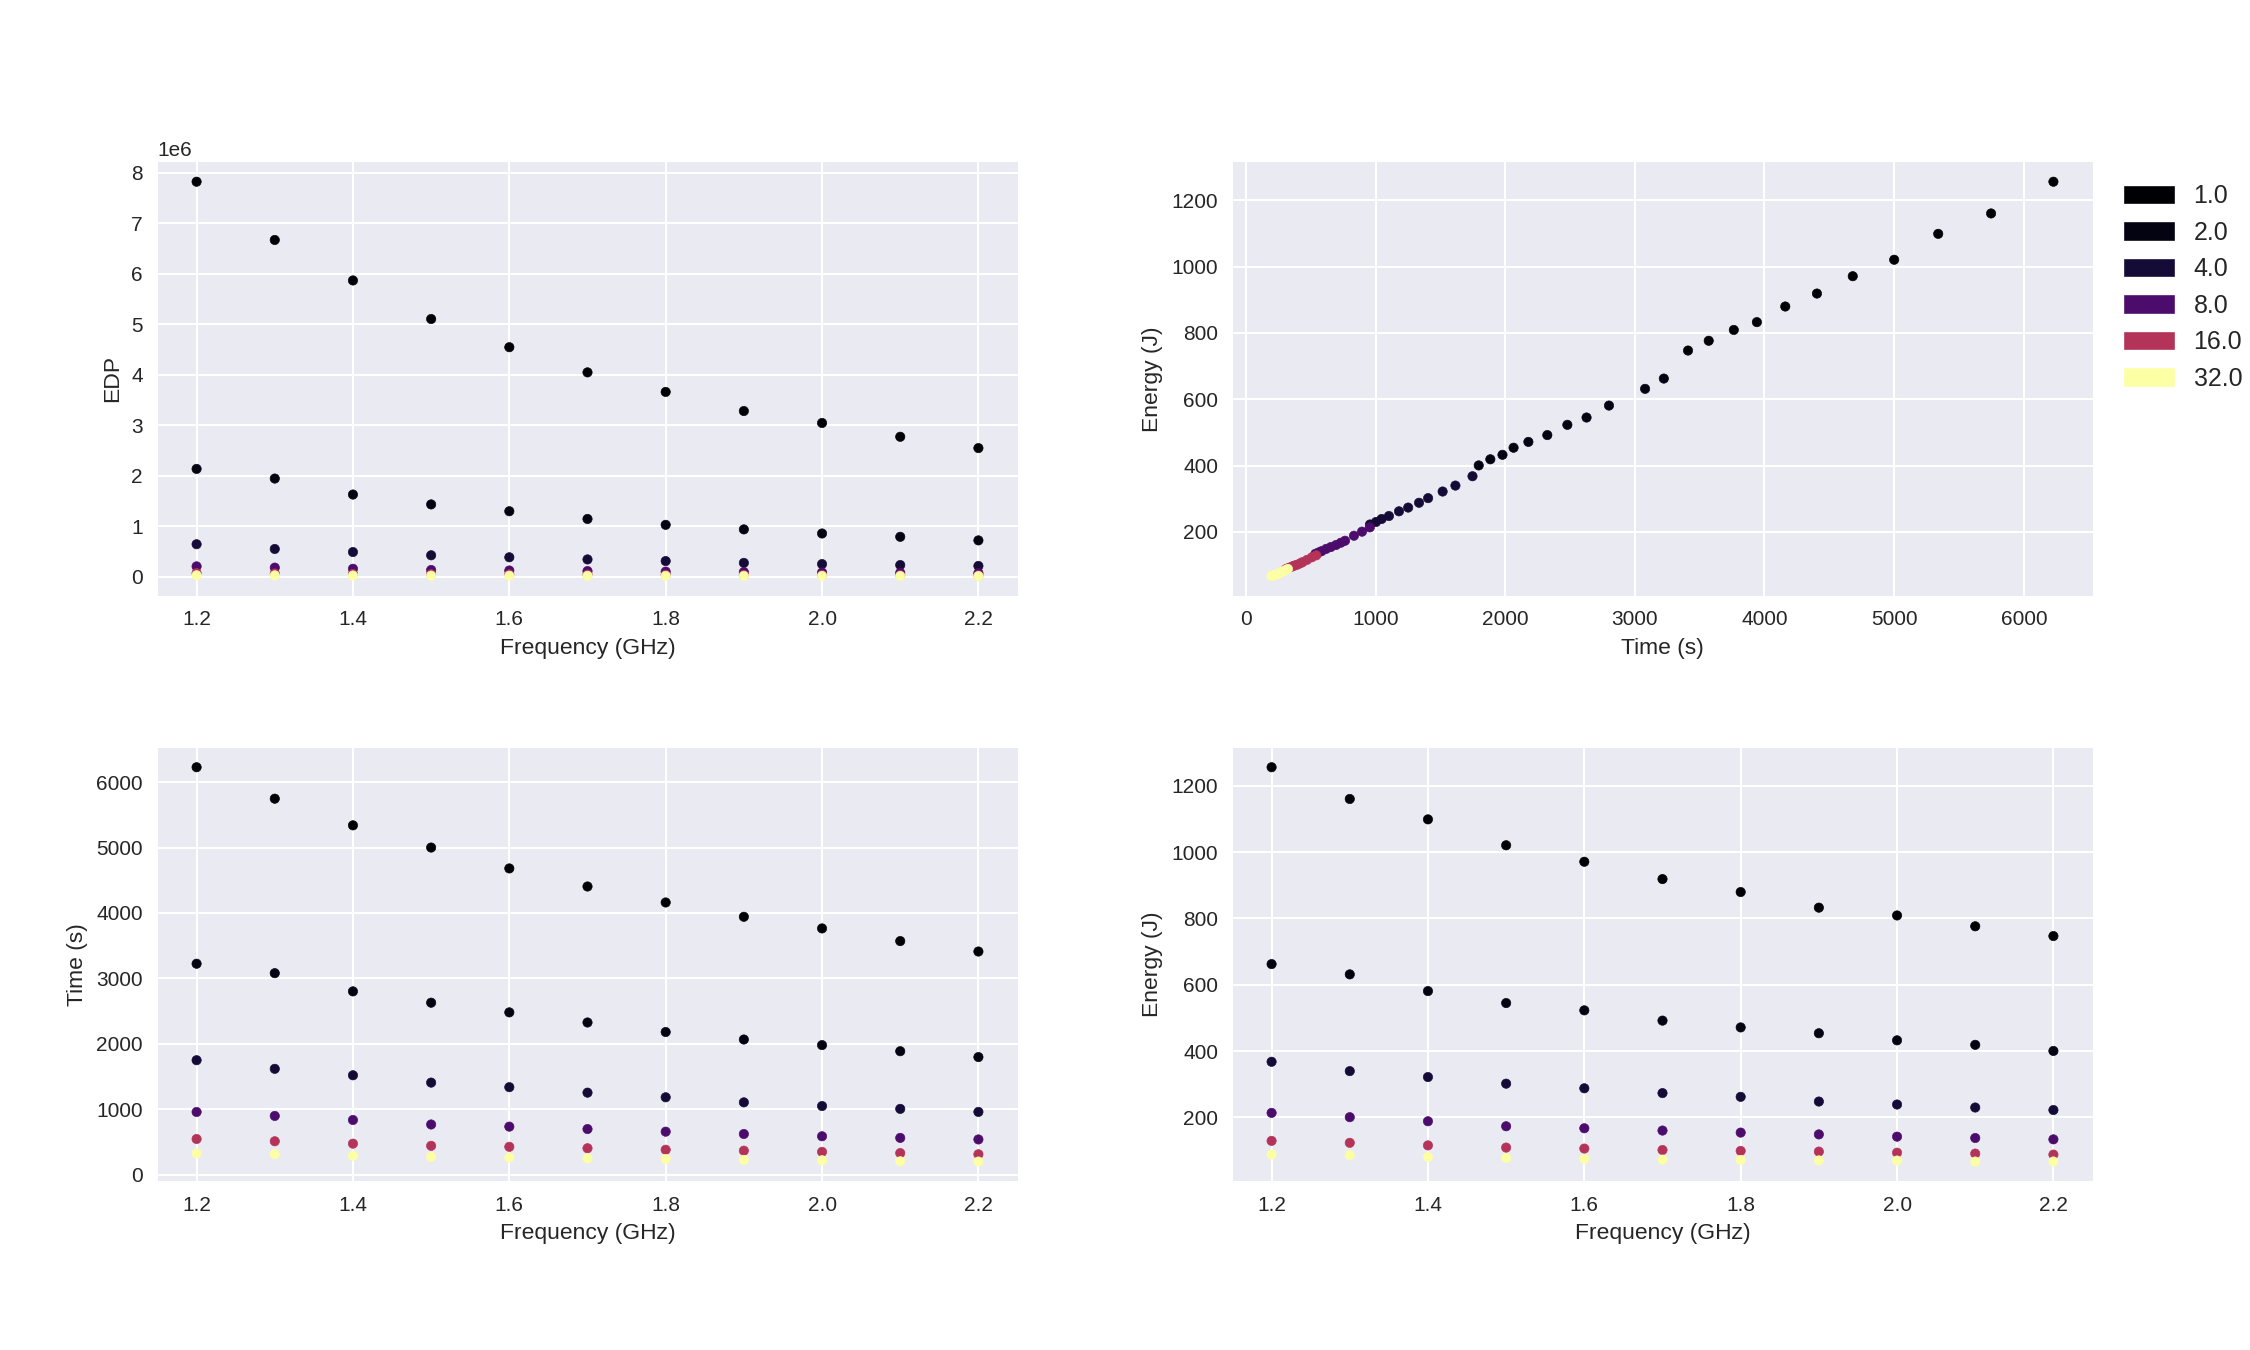 1e6
8
7
6
5
4
3
2
1
0
EDP
1.2 1.4 1.6 1.8 2.0 2.2
Frequency (GHz)
1200
1000
800
600
400
200
Energy (J)
0 1000 2000 3000 4000 5000 6000
Time (s)
1.0
2.0
4.0
8.0
16.0
32.0
6000
5000
4000
3000
2000
1000
0
Time (s)
1.2 1.4 1.6 1.8 2.0 2.2
Frequency (GHz)
1200
1000
800
600
400
200
Energy (J)
1.2 1.4 1.6 1.8 2.0 2.2
Frequency (GHz)